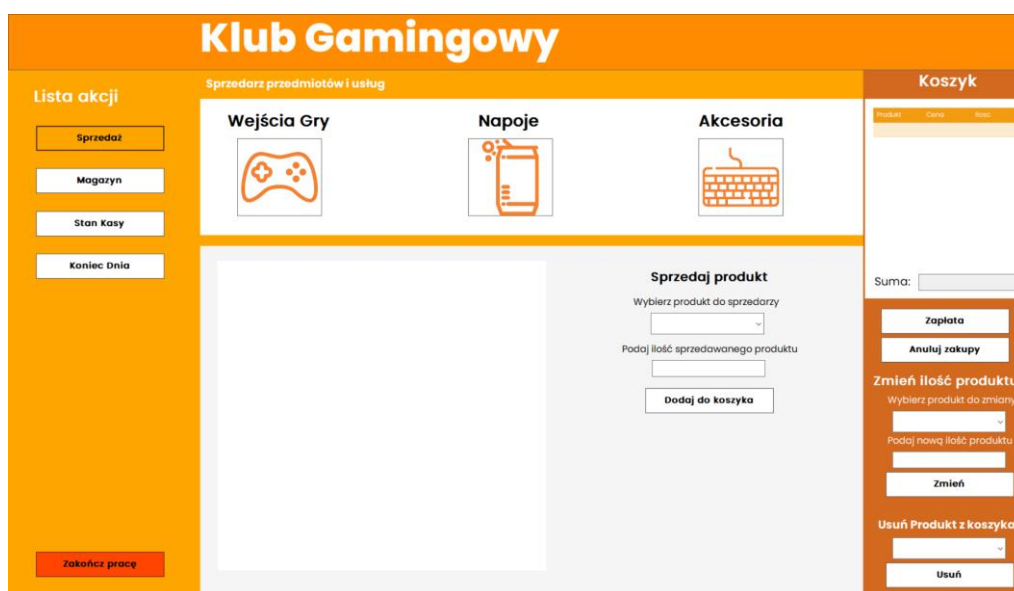 Klub Gamingowy
Lista akcji
Sprzedaż
Magazyn
Stan Kasy
Koniec Dnia
Zakończ pracę
Sprzedarz przedmiotów i usług
Wejścia Gry
Napoje
Akcesoria
Sprzedaj produkt
Wybierz produkt do sprzedarzy
Podaj ilość sprzedawanego produktu
Dodaj do koszyka
Koszyk
Produkt Cena Ilosc
Suma:
Zapłata
Anuluj zakupy
Zmień ilość produktu
Wybierz produkt do zmiany
Podaj nową ilość produktu
Zmień
Usuń Produkt z koszyka
Usuń